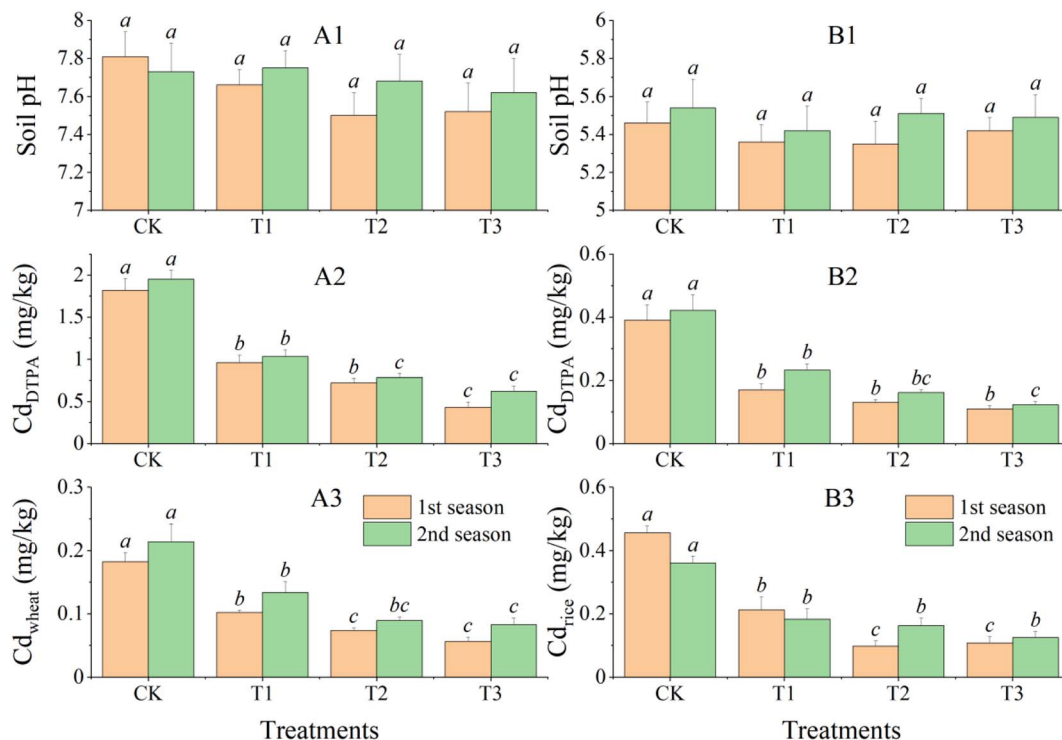 A1
Soil pH
8
7.8
7.6
7.4
7.2
7
a a a a a a a a
CK T1 T2 T3
B1
Soil pH
6
5.8
5.6
5.4
5.2
5
a a a a a a a a
CK T1 T2 T3
A2
CdDTPA (mg/kg)
2
1.5
1
0.5
0
a a b b b c c c
CK T1 T2 T3
B2
CdDTPA (mg/kg)
0.6
0.4
0.2
0
a a b b b bc b c
CK T1 T2 T3
A3
Cdwheat (mg/kg)
0.3
0.2
0.1
0
a a b b c bc c c
1st season
2nd season
CK T1 T2 T3
Treatments
B3
Cdrice (mg/kg)
0.6
0.4
0.2
0
a a b b c b c b
1st season
2nd season
CK T1 T2 T3
Treatments